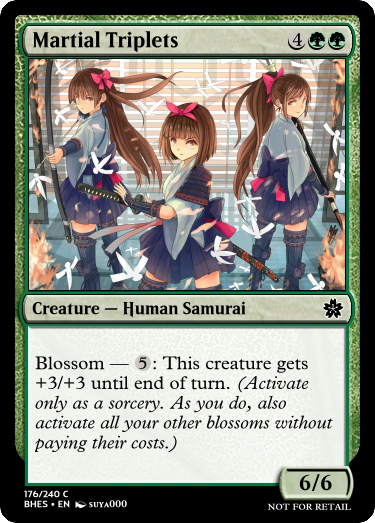 Martial Triplets 4
Creature — Human Samurai
Blossom — 5: This creature gets
+3/+3 until end of turn. (Activate
only as a sorcery. As you do, also
activate all your other blossoms without
paying their costs.)
6/6
176/240 C
BHES • EN SUYA000
NOT FOR RETAIL